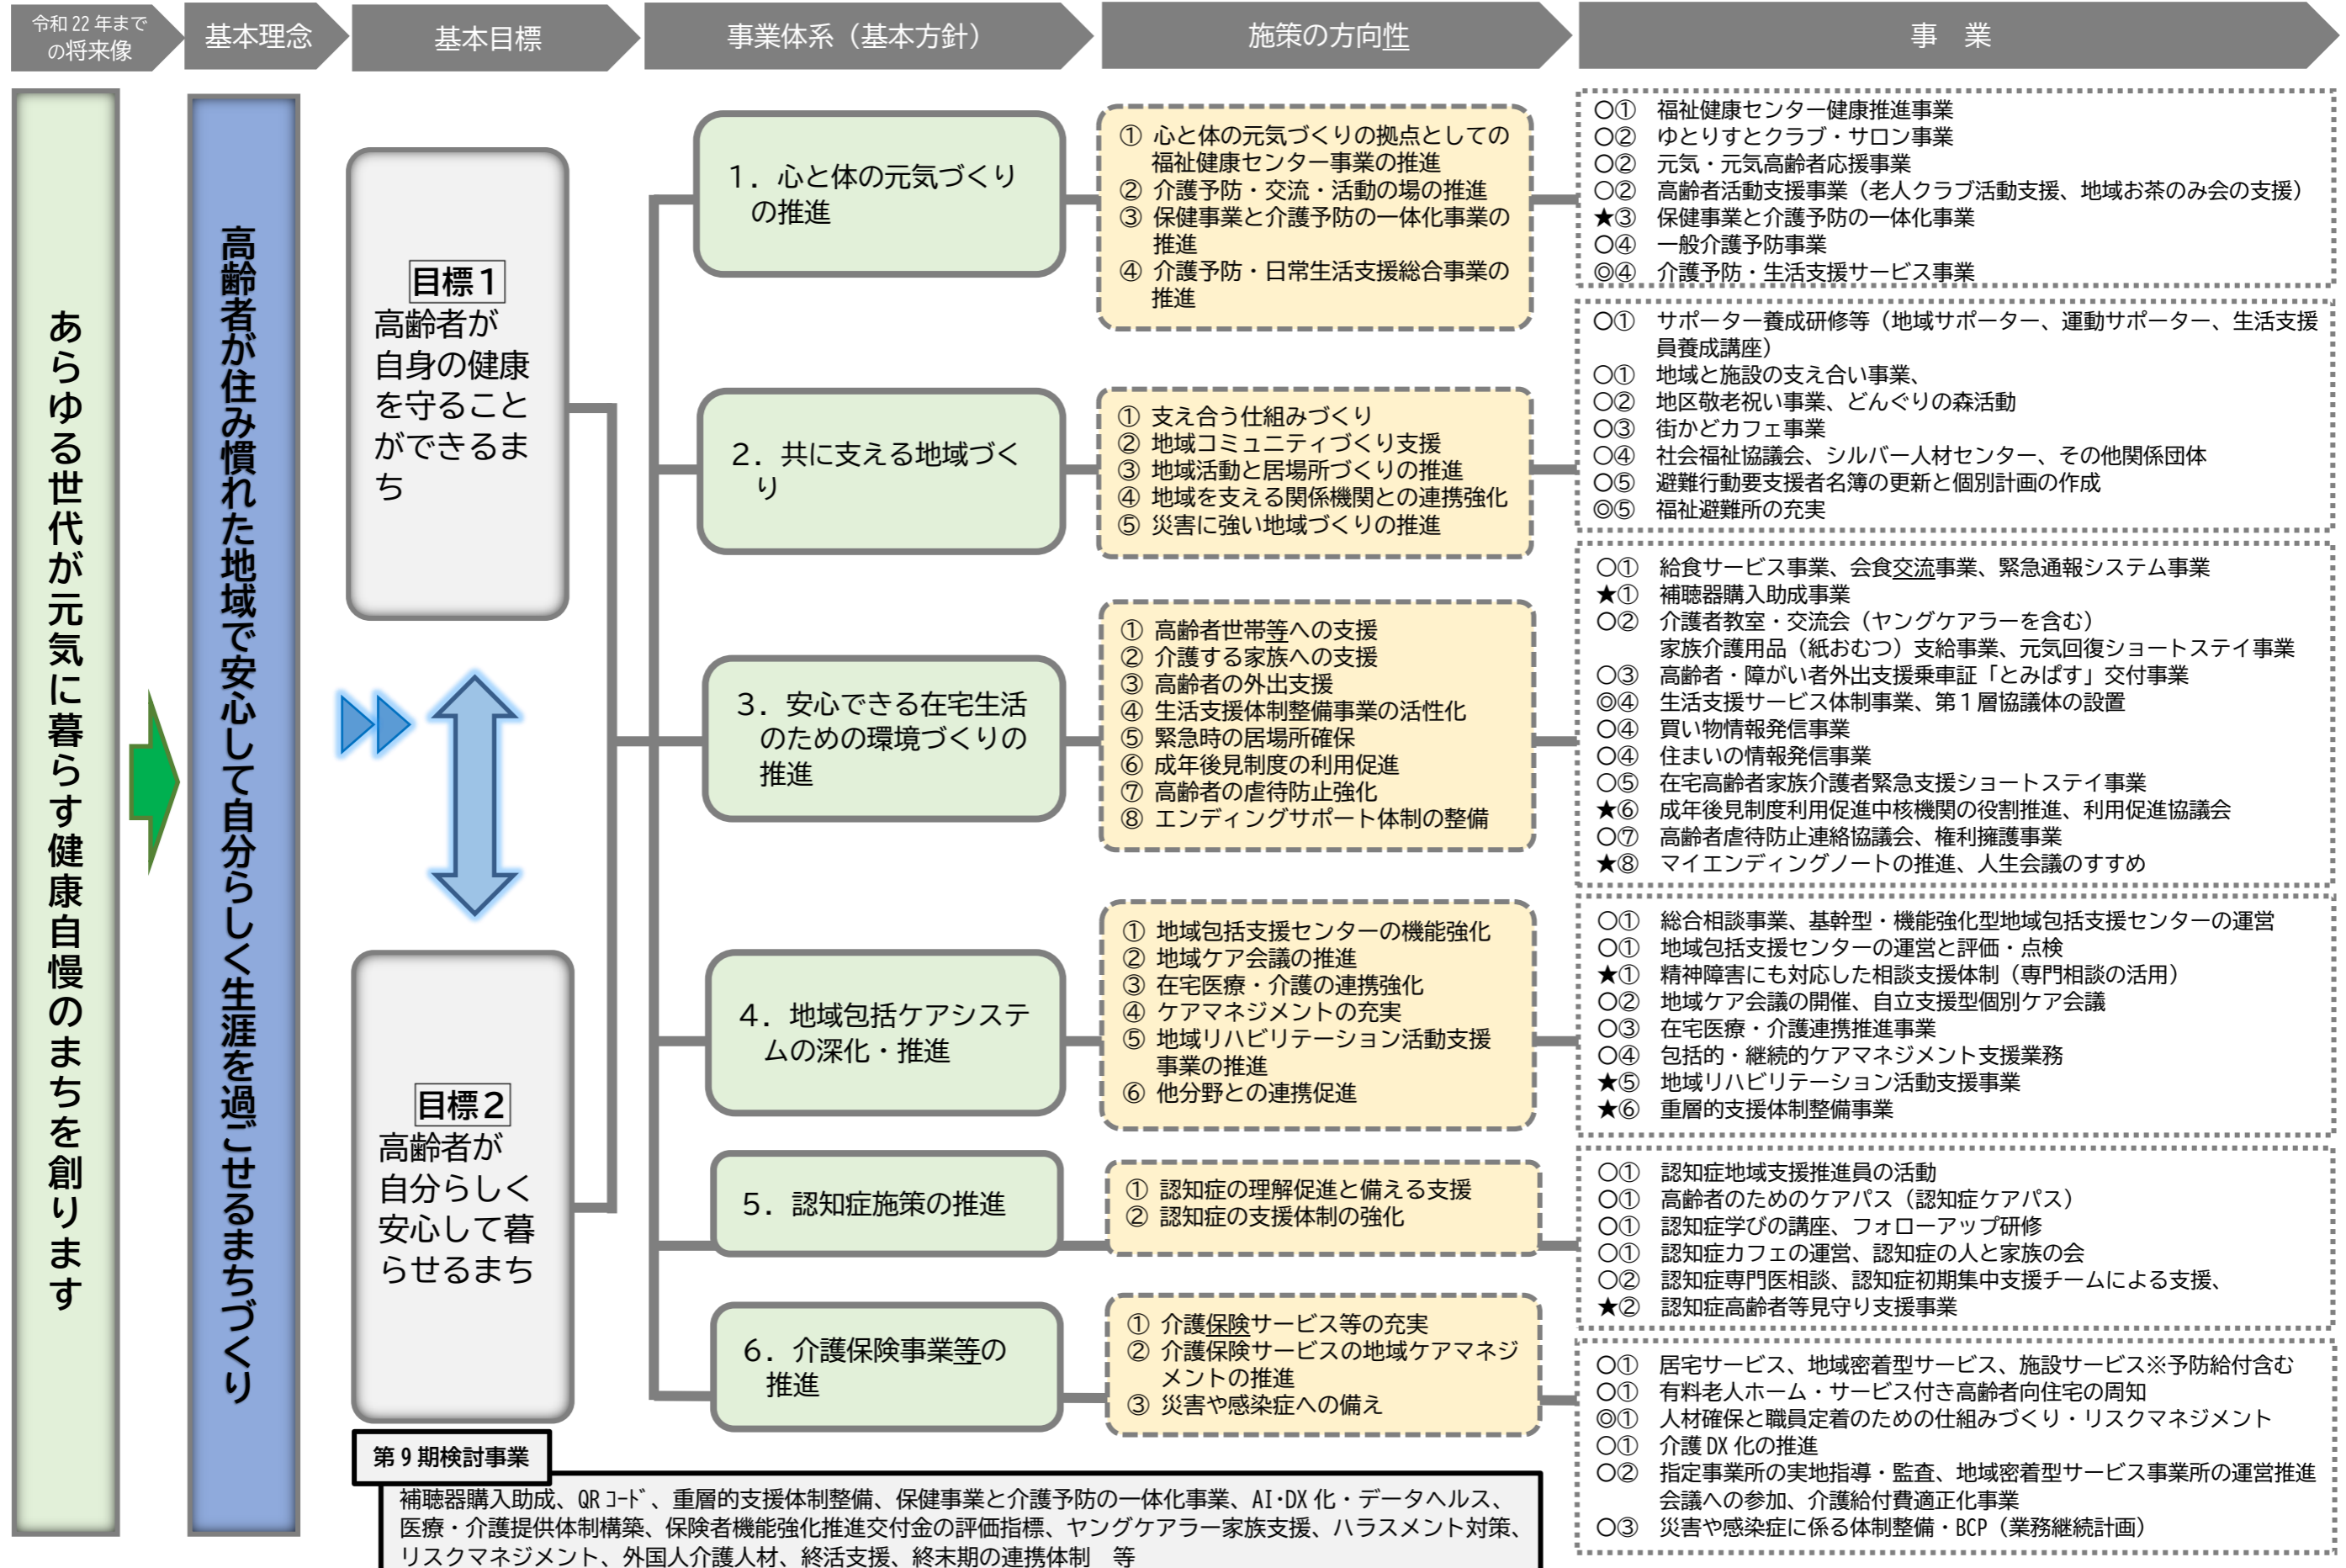 令和22年まで
の将来像
基本理念
基本目標
事業体系（基本方針）
施策の方向性
事　業
あらゆる世代が元気に暮らす健康自慢のまちを創ります
高齢者が住み慣れた地域で安心して自分らしく生涯を過ごせるまちづくり
目標１
高齢者が
自身の健康
を守ること
ができるま
ち
目標２
高齢者が
自分らしく
安心して暮
らせるまち
１．心と体の元気づくり
の推進
① 心と体の元気づくりの拠点としての
福祉健康センター事業の推進
② 介護予防・交流・活動の場の推進
③ 保健事業と介護予防の一体化事業の
推進
④ 介護予防・日常生活支援総合事業の
推進
○①　福祉健康センター健康推進事業
○②　ゆとりすとクラブ・サロン事業
○②　元気・元気高齢者応援事業
○②　高齢者活動支援事業（老人クラブ活動支援、地域お茶のみ会の支援）
★③　保健事業と介護予防の一体化事業
○④　一般介護予防事業
◎④　介護予防・生活支援サービス事業
２．共に支える地域づく
り
① 支え合う仕組みづくり
② 地域コミュニティづくり支援
③ 地域活動と居場所づくりの推進
④ 地域を支える関係機関との連携強化
⑤ 災害に強い地域づくりの推進
○①　サポーター養成研修等（地域サポーター、運動サポーター、生活支援
員養成講座）
○①　地域と施設の支え合い事業、
○②　地区敬老祝い事業、どんぐりの森活動
○③　街かどカフェ事業
○④　社会福祉協議会、シルバー人材センター、その他関係団体
○⑤　避難行動要支援者名簿の更新と個別計画の作成
◎⑤　福祉避難所の充実
３．安心できる在宅生活
のための環境づくりの
推進
① 高齢者世帯等への支援
② 介護する家族への支援
③ 高齢者の外出支援
④ 生活支援体制整備事業の活性化
⑤ 緊急時の居場所確保
⑥ 成年後見制度の利用促進
⑦ 高齢者の虐待防止強化
⑧ エンディングサポート体制の整備
○①　給食サービス事業、会食交流事業、緊急通報システム事業
★①　補聴器購入助成事業
○②　介護者教室・交流会（ヤングケアラーを含む）
家族介護用品（紙おむつ）支給事業、元気回復ショートステイ事業
○③　高齢者・障がい者外出支援乗車証「とみぱす」交付事業
◎④　生活支援サービス体制事業、第１層協議体の設置
○④　買い物情報発信事業
○④　住まいの情報発信事業
○⑤　在宅高齢者家族介護者緊急支援ショートステイ事業
★⑥　成年後見制度利用促進中核機関の役割推進、利用促進協議会
○⑦　高齢者虐待防止連絡協議会、権利擁護事業
★⑧　マイエンディングノートの推進、人生会議のすすめ
４．地域包括ケアシステ
ムの深化・推進
① 地域包括支援センターの機能強化
② 地域ケア会議の推進
③ 在宅医療・介護の連携強化
④ ケアマネジメントの充実
⑤ 地域リハビリテーション活動支援
事業の推進
⑥ 他分野との連携促進
○①　総合相談事業、基幹型・機能強化型地域包括支援センターの運営
○①　地域包括支援センターの運営と評価・点検
★①　精神障害にも対応した相談支援体制（専門相談の活用）
○②　地域ケア会議の開催、自立支援型個別ケア会議
○③　在宅医療・介護連携推進事業
○④　包括的・継続的ケアマネジメント支援業務
★⑤　地域リハビリテーション活動支援事業
★⑥　重層的支援体制整備事業
５．認知症施策の推進
① 認知症の理解促進と備える支援
② 認知症の支援体制の強化
○①　認知症地域支援推進員の活動
○①　高齢者のためのケアパス（認知症ケアパス）
○①　認知症学びの講座、フォローアップ研修
○①　認知症カフェの運営、認知症の人と家族の会
○②　認知症専門医相談、認知症初期集中支援チームによる支援、
★②　認知症高齢者等見守り支援事業
６．介護保険事業等の
推進
① 介護保険サービス等の充実
② 介護保険サービスの地域ケアマネジ
メントの推進
③ 災害や感染症への備え
○①　居宅サービス、地域密着型サービス、施設サービス※予防給付含む
○①　有料老人ホーム・サービス付き高齢者向住宅の周知
◎①　人材確保と職員定着のための仕組みづくり・リスクマネジメント
○①　介護DX化の推進
○②　指定事業所の実地指導・監査、地域密着型サービス事業所の運営推進
会議への参加、介護給付費適正化事業
○③　災害や感染症に係る体制整備・BCP（業務継続計画）
第９期検討事業
補聴器購入助成、QRｺｰﾄﾞ、重層的支援体制整備、保健事業と介護予防の一体化事業、AI･DX化・データヘルス、
医療・介護提供体制構築、保険者機能強化推進交付金の評価指標、ヤングケアラー家族支援、ハラスメント対策、
リスクマネジメント、外国人介護人材、終活支援、終末期の連携体制　等